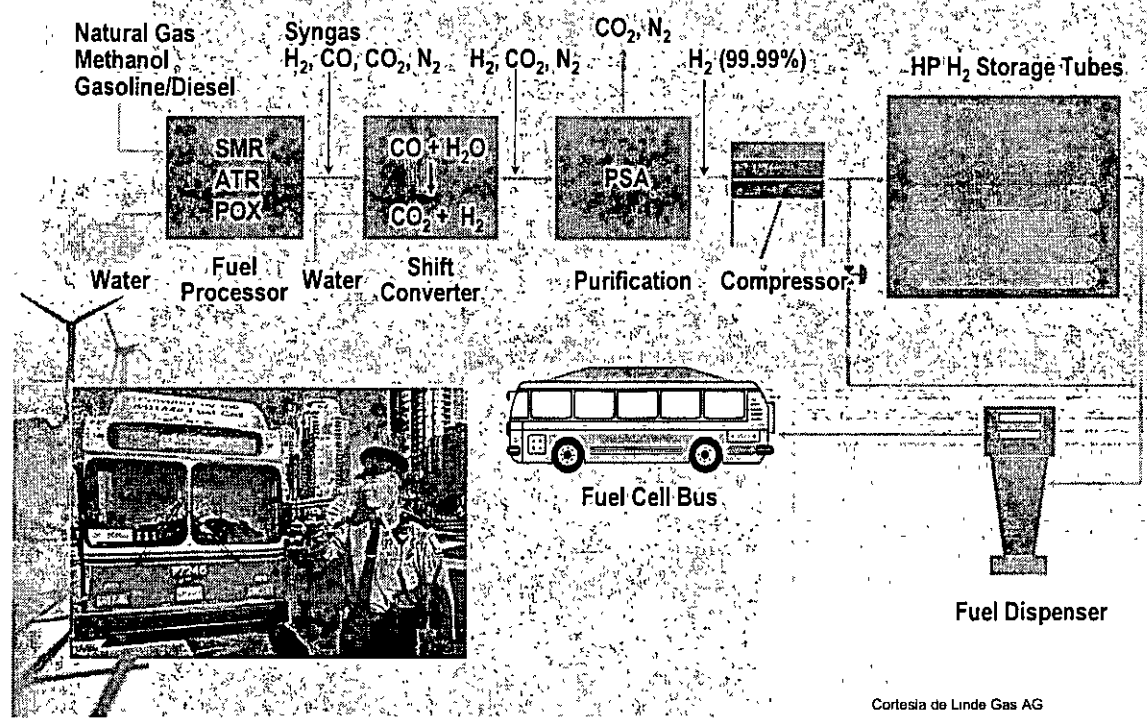 Natural Gas
Methanol
Gasoline/Diesel
Syngas
H₂, CO, CO₂, N₂
H₂, CO₂, N₂
CO₂, N₂
H₂ (99.99%)
HP H₂ Storage Tubes
SMR
ATR
POX
CO + H₂O
CO₂ + H₂
PSA
Water
Fuel
Processor
Water
Shift
Converter
Purification
Compressor
Fuel Cell Bus
Fuel Dispenser
Cortesia de Linde Gas AG